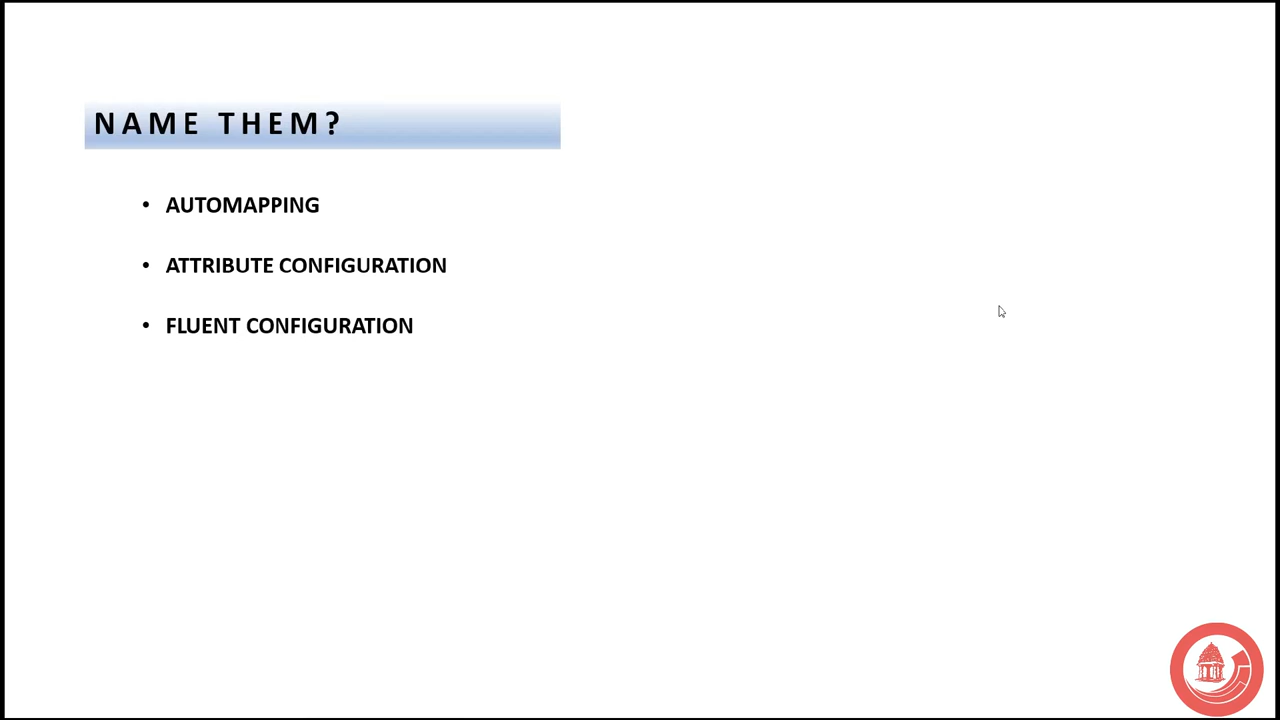 NAME THEM?
• AUTOMAPPING
• ATTRIBUTE CONFIGURATION
• FLUENT CONFIGURATION